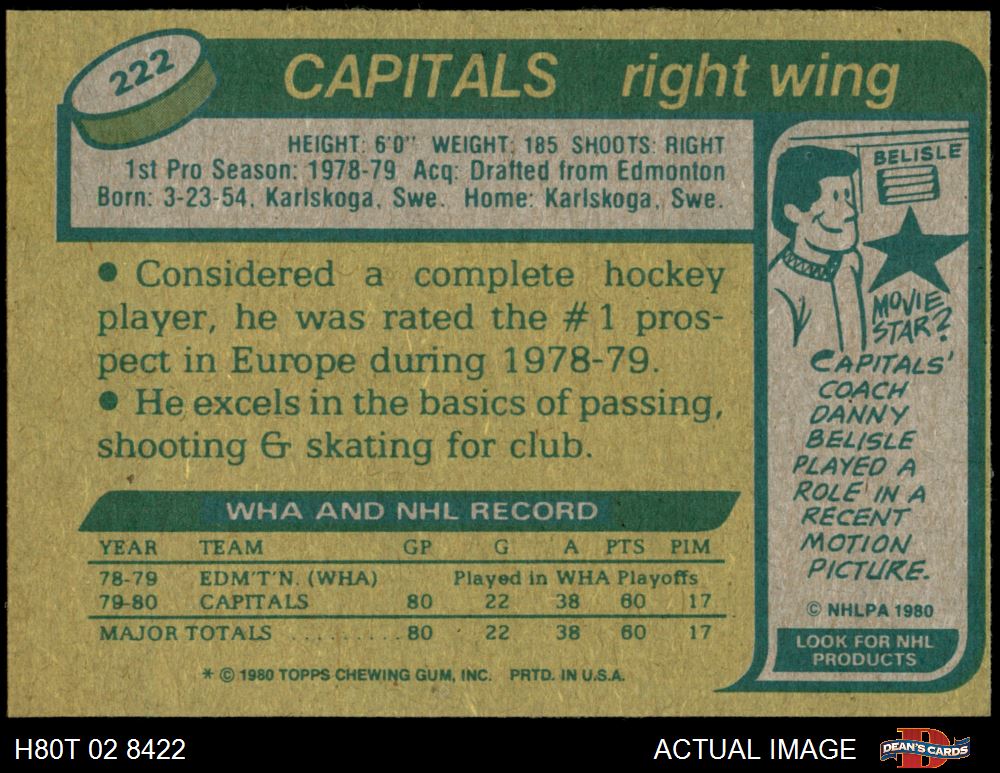 222
CAPITALS right wing
HEIGHT: 6'0" WEIGHT: 185 SHOOTS: RIGHT
1st Pro Season: 1978-79 Acq: Drafted from Edmonton
Born: 3-23-54, Karlskoga, Swe. Home: Karlskoga, Swe.
• Considered a complete hockey
player, he was rated the #1 pros-
pect in Europe during 1978-79.
• He excels in the basics of passing,
shooting & skating for club.
WHA AND NHL RECORD
YEAR TEAM GP G A PTS PIM
78-79 EDM'T'N. (WHA) Played in WHA Playoffs
79-80 CAPITALS 80 22 38 60 17
MAJOR TOTALS .......... 80 22 38 60 17
* © 1980 TOPPS CHEWING GUM, INC. PRTD. IN U.S.A.
BELISLE
MOVIE
STAR?
CAPITALS'
COACH
DANNY
BELISLE
PLAYED A
ROLE IN A
RECENT
MOTION
PICTURE.
© NHLPA 1980
LOOK FOR NHL
PRODUCTS
H80T 02 8422
ACTUAL IMAGE
DEAN'S CARDS